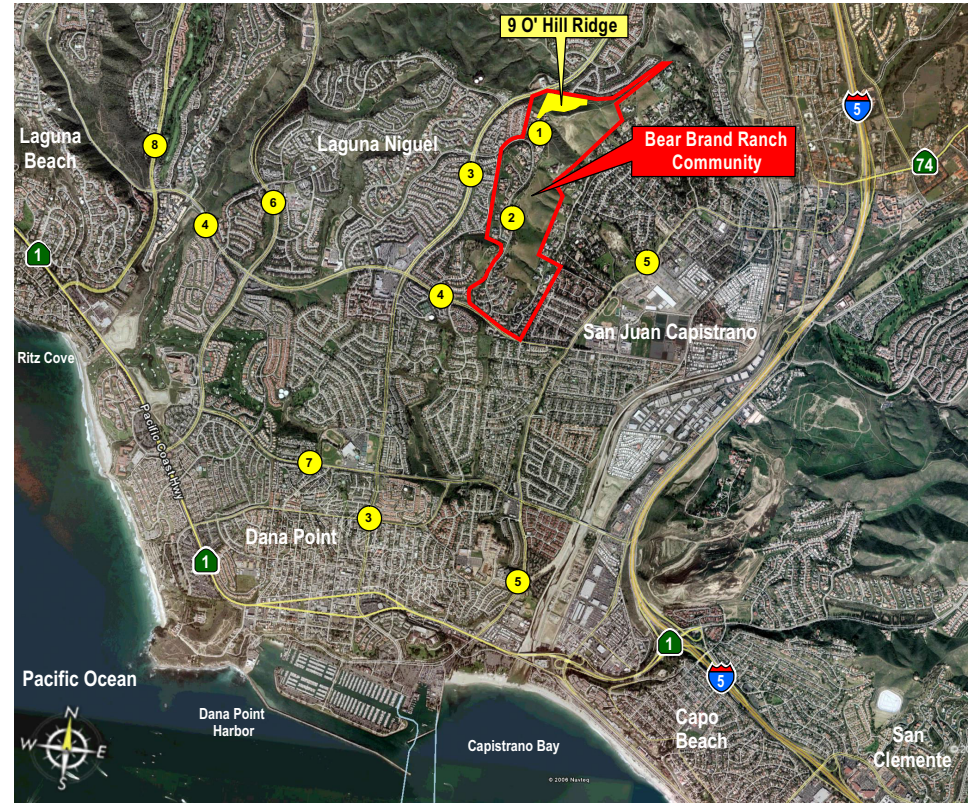 9 O' Hill Ridge
5
1
Bear Brand Ranch
Community
74
Laguna
Beach
8
Laguna Niguel
3
6
2
4
1
5
4
San Juan Capistrano
Ritz Cove
Pacific Coast Hwy
7
3
Dana Point
1
5
1
5
Pacific Ocean
Dana Point
Harbor
Capo
Beach
San
Clemente
Capistrano Bay
N
W
E
S
© 2006 Navteq